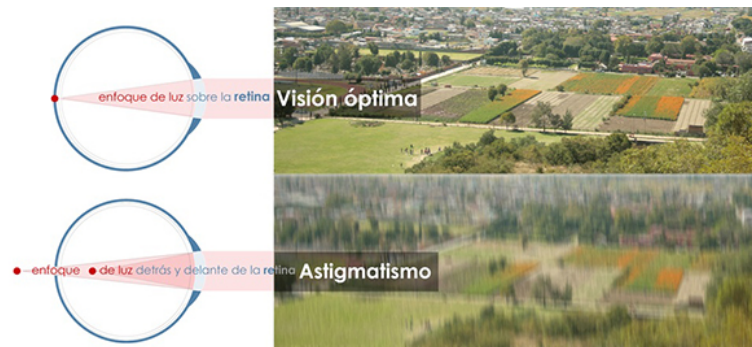 enfoque de luz sobre la retina
Visión óptima
enfoque de luz detrás y delante de la retina
Astigmatismo